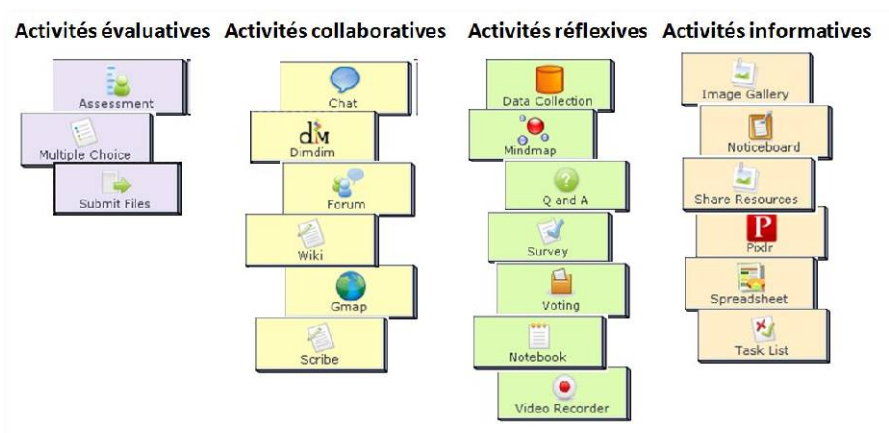 Activités évaluatives
Assessment
Multiple Choice
Submit Files
Activités collaboratives
Chat
dM
Dimdim
Forum
Wiki
Gmap
Scribe
Activités réflexives
Data Collection
Mindmap
Q and A
Survey
Voting
Notebook
Video Recorder
Activités informatives
Image Gallery
Noticeboard
Share Resources
P
Pixlr
Spreadsheet
Task List